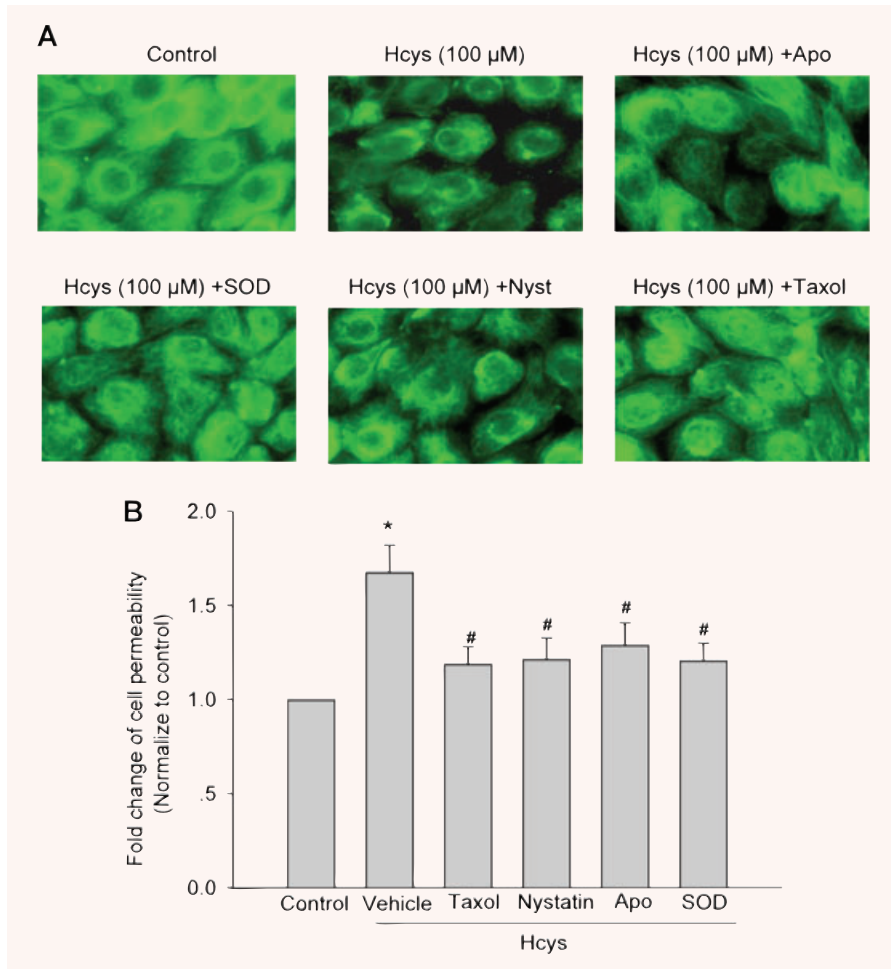 A
Control
Hcys (100 µM)
Hcys (100 µM) +Apo
Hcys (100 µM) +SOD
Hcys (100 µM) +Nyst
Hcys (100 µM) +Taxol
B
Fold change of cell permeability
(Normalize to control)
2.0
1.5
1.0
.5
0.0
*
#
#
#
#
Control
Vehicle
Taxol
Nystatin
Apo
SOD
Hcys